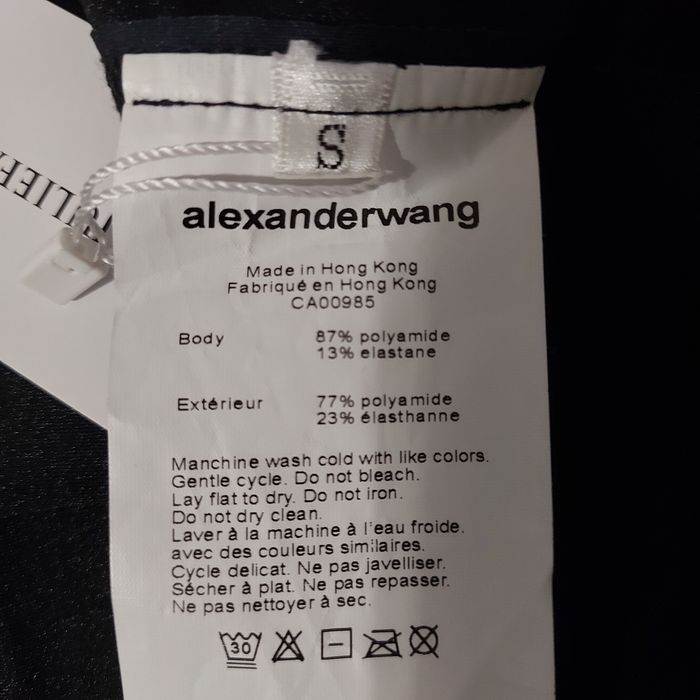 S
alexanderwang
Made in Hong Kong
Fabriqué en Hong Kong
CA00985
Body 87% polyamide
13% elastane
Extérieur 77% polyamide
23% élasthanne
Manchine wash cold with like colors.
Gentle cycle. Do not bleach.
Lay flat to dry. Do not iron.
Do not dry clean.
Laver à la machine à l'eau froide.
avec des couleurs similaires.
Cycle delicat. Ne pas javelliser.
Sécher à plat. Ne pas repasser.
Ne pas nettoyer à sec.
30